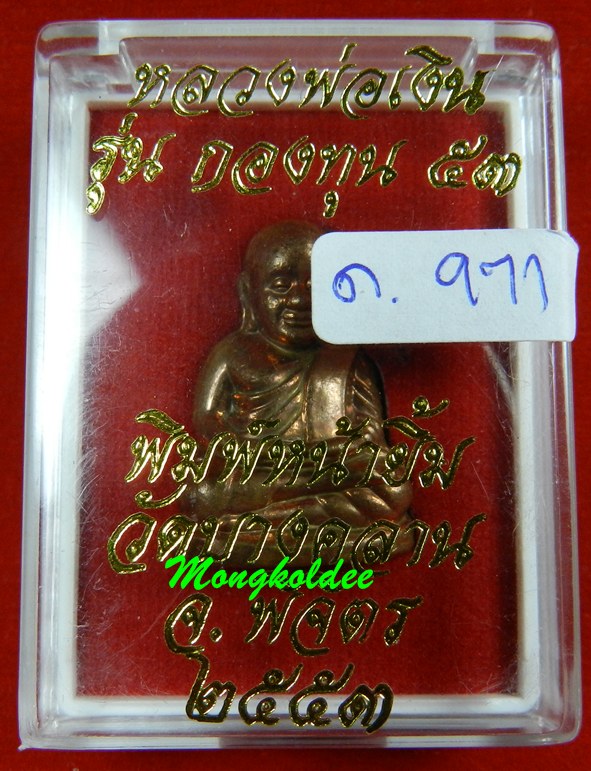 หลวงพ่อเงิน
รุ่น กองทุน ๕๓
ด. ๑๗ๅ
พิมพ์หน้ายิ้ม
วัดบางคลาน
Mongkoldee
จ. พิจิตร
๒๕๕๓